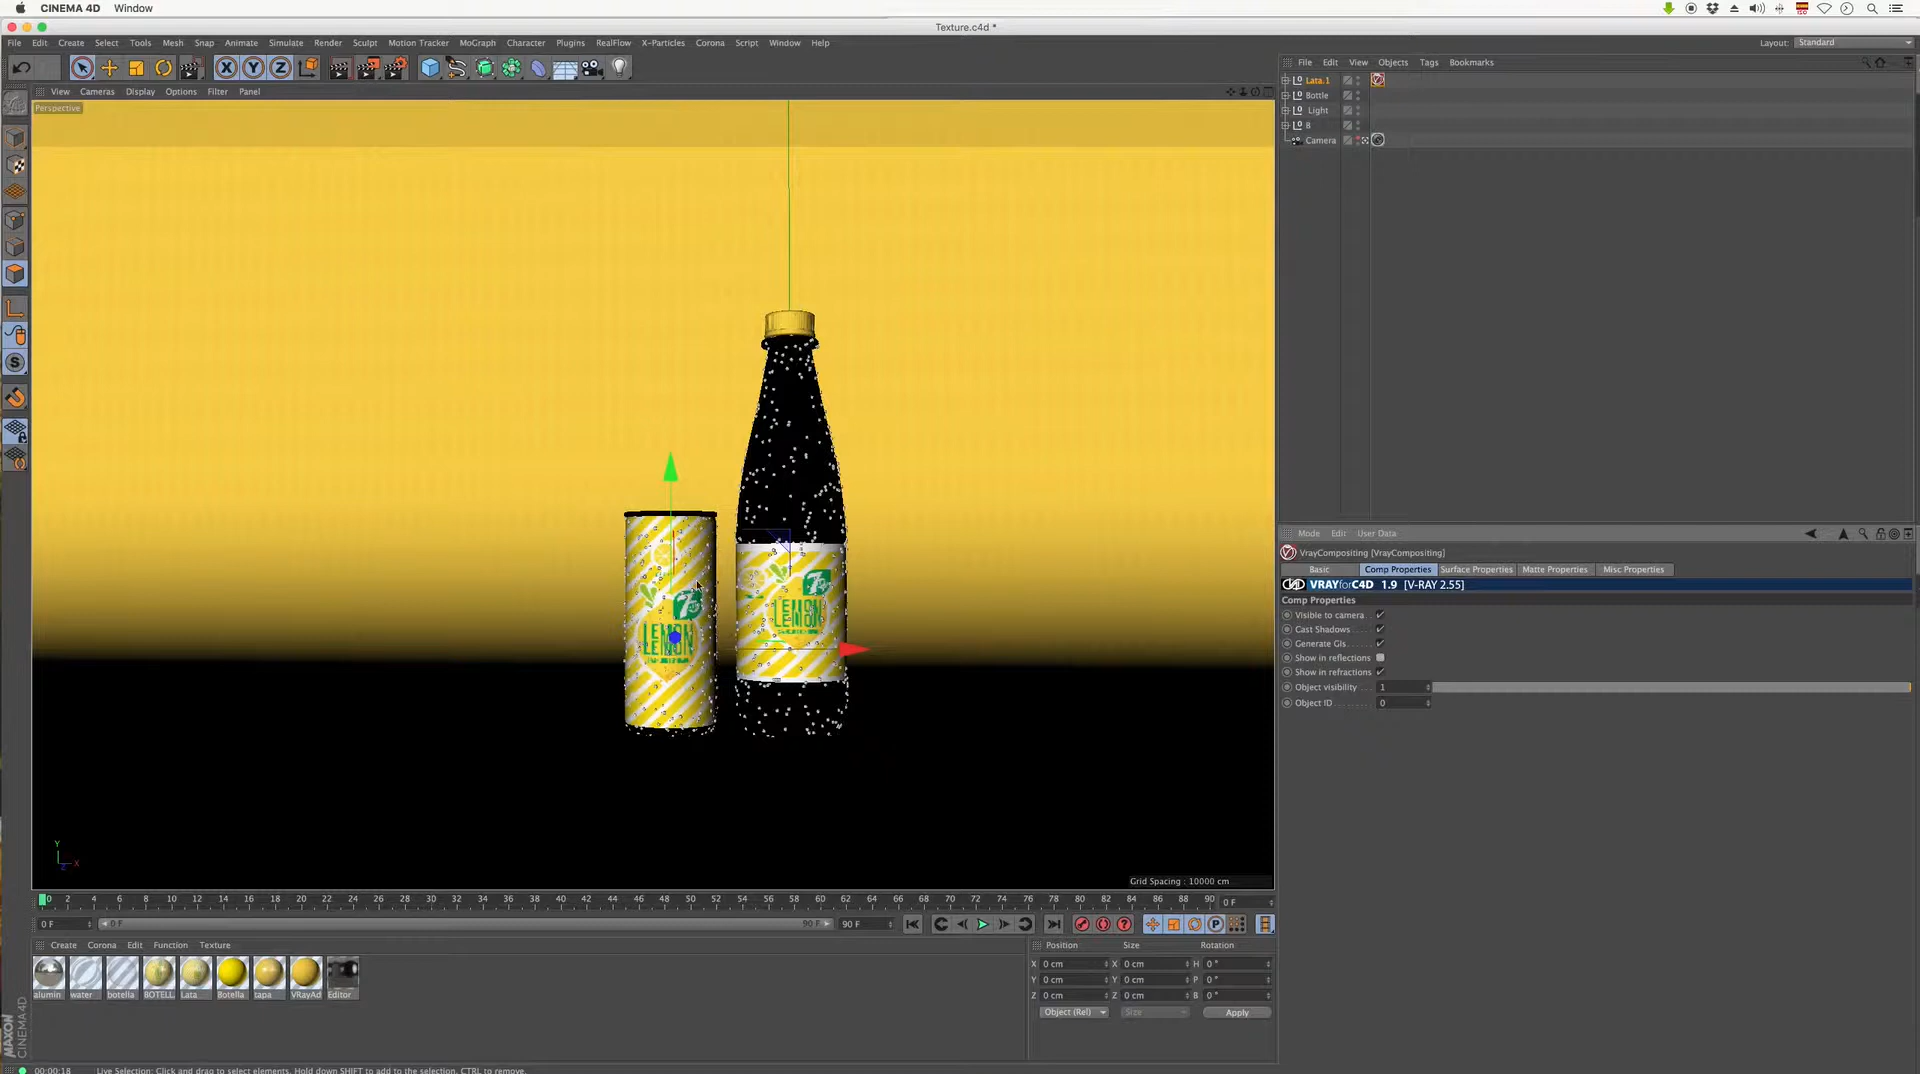 CINEMA 4D Window
Texture.c4d *
File Edit Create Select Tools Mesh Snap Animate Simulate Render Sculpt Motion Tracker MoGraph Character Plugins RealFlow X-Particles Corona Script Window Help
Layout: Standard
File Edit View Objects Tags Bookmarks
View Cameras Display Options Filter Panel
Perspective
Lata.1
Bottle
Light
B
Camera
X Y Z
S
7
LEMON
LEMON
LEMON
Mode Edit User Data
VrayCompositing [VrayCompositing]
Basic Comp Properties Surface Properties Matte Properties Misc Properties
VRAYforC4D 1.9 [V-RAY 2.55]
Comp Properties
Visible to camera
Cast Shadows
Generate GIs
Show in reflections
Show in refractions
Object visibility 1
Object ID 0
Y
X
Z
Grid Spacing : 10000 cm
0 2 4 6 8 10 12 14 16 18 20 22 24 26 28 30 32 34 36 38 40 42 44 46 48 50 52 54 56 58 60 62 64 66 68 70 72 74 76 78 80 82 84 86 88 90 0 F
0 F 0 F 90 F 90 F
P
Create Corona Edit Function Texture
Position Size Rotation
X 0 cm X 0 cm H 0 °
Y 0 cm Y 0 cm P 0 °
Z 0 cm Z 0 cm B 0 °
Object (Rel) Size Apply
alumin water botella BOTELL Lata Botella tapa VRayAd Editor
MAXON
CINEMA 4D
00:00:18 Live Selection: Click and drag to select elements. Hold down SHIFT to add to the selection, CTRL to remove.